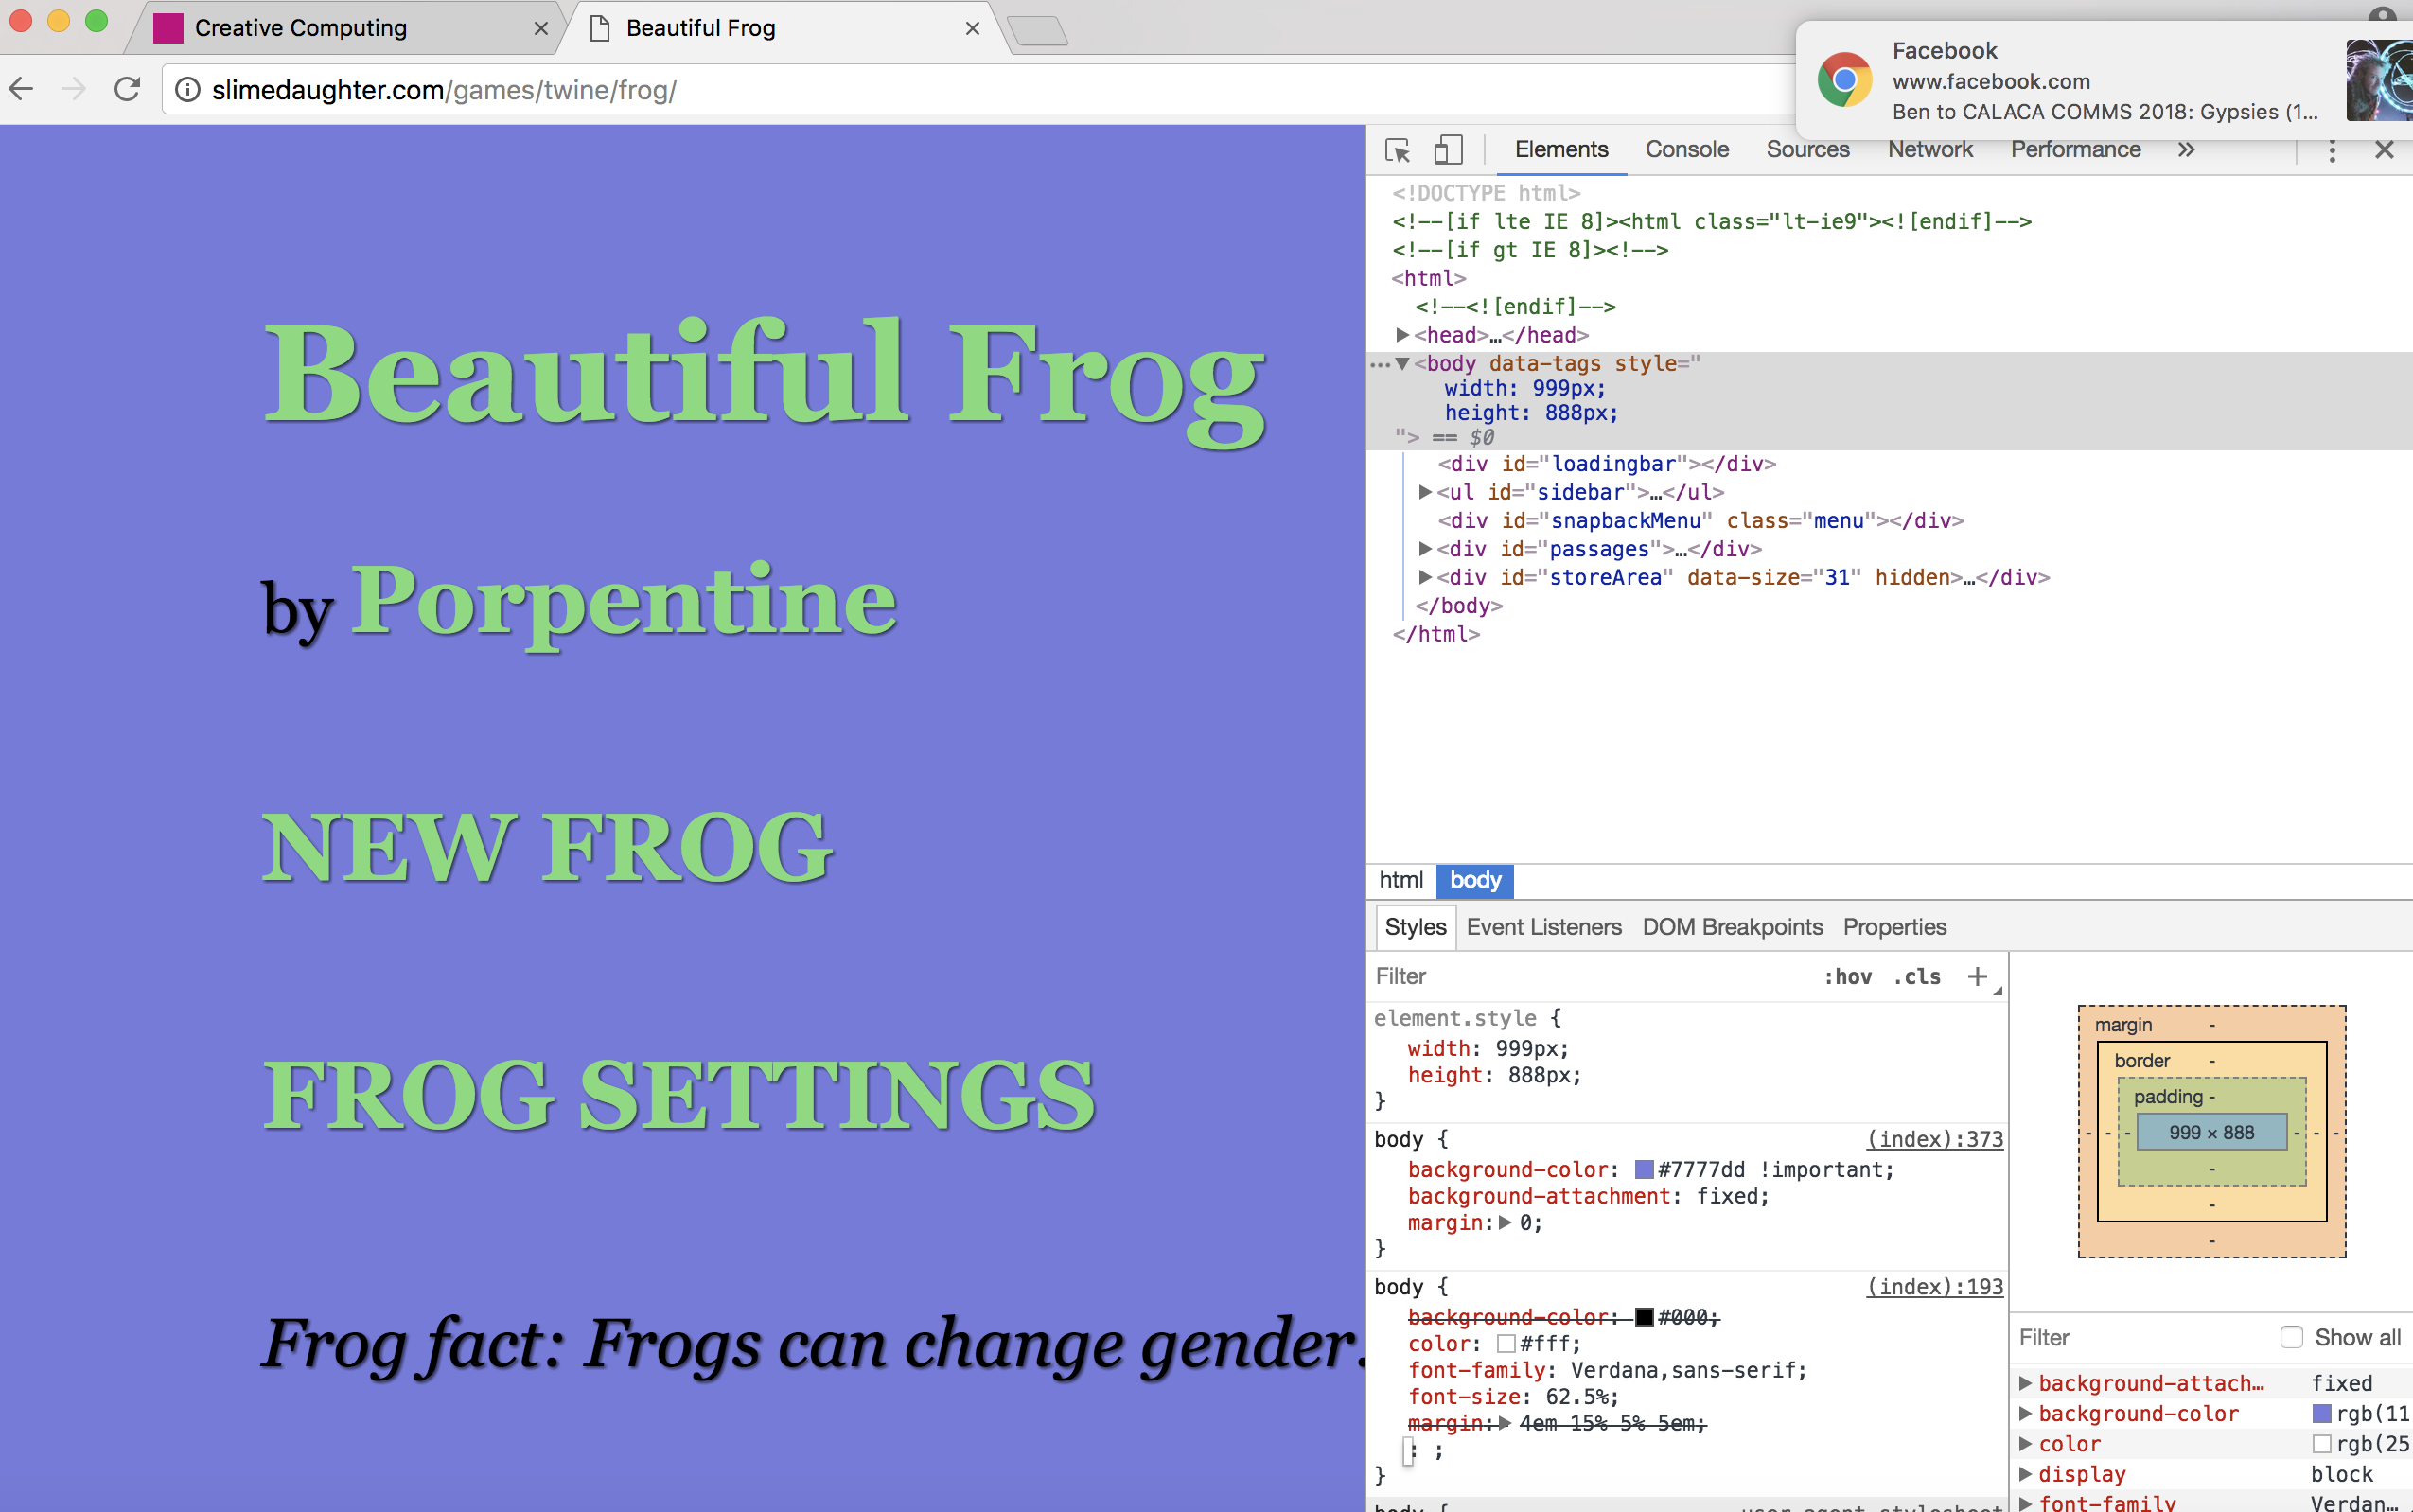 Creative Computing
Beautiful Frog
slimedaughter.com/games/twine/frog/
Facebook
www.facebook.com
Ben to CALACA COMMS 2018: Gypsies (1...
Beautiful Frog
by Porpentine
NEW FROG
FROG SETTINGS
Frog fact: Frogs can change gender.
Elements Console Sources Network Performance »
<!DOCTYPE html>
<!--[if lte IE 8]><html class="lt-ie9"><![endif]-->
<!--[if gt IE 8]><!-->
<html>
<!--<![endif]-->
▶<head>…</head>
…▼<body data-tags style="
width: 999px;
height: 888px;
"> == $0
<div id="loadingbar"></div>
▶<ul id="sidebar">…</ul>
<div id="snapbackMenu" class="menu"></div>
▶<div id="passages">…</div>
▶<div id="storeArea" data-size="31" hidden>…</div>
</body>
</html>
html body
Styles Event Listeners DOM Breakpoints Properties
Filter :hov .cls +
element.style {
width: 999px;
height: 888px;
}
body { (index):373
background-color: #7777dd !important;
background-attachment: fixed;
margin:▶ 0;
}
body { (index):193
background-color: #000;
color: #fff;
font-family: Verdana,sans-serif;
font-size: 62.5%;
margin:▶ 4em 15% 5% 5em;
: ;
}
body { user agent stylesheet
margin -
border -
padding -
- - - 999 × 888 - - -
-
-
-
Filter Show all
▶background-attach… fixed
▶background-color rgb(11
▶color rgb(25
▶display block
▶font-family Verdan…